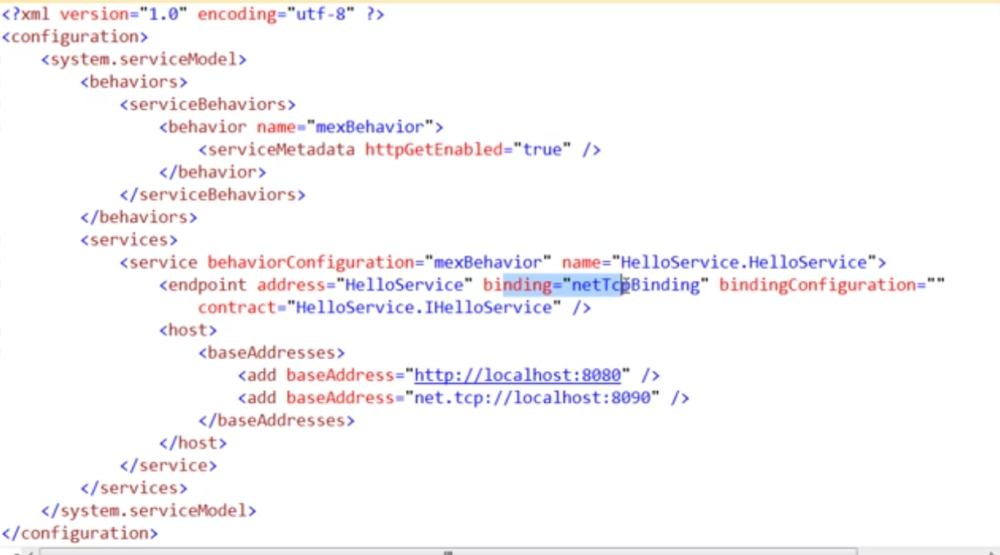 <?xml version="1.0" encoding="utf-8" ?>
<configuration>
    <system.serviceModel>
        <behaviors>
            <serviceBehaviors>
                <behavior name="mexBehavior">
                    <serviceMetadata httpGetEnabled="true" />
                </behavior>
            </serviceBehaviors>
        </behaviors>
        <services>
            <service behaviorConfiguration="mexBehavior" name="HelloService.HelloService">
                <endpoint address="HelloService" binding="netTcpBinding" bindingConfiguration=""
                    contract="HelloService.IHelloService" />
                <host>
                    <baseAddresses>
                        <add baseAddress="http://localhost:8080" />
                        <add baseAddress="net.tcp://localhost:8090" />
                    </baseAddresses>
                </host>
            </service>
        </services>
    </system.serviceModel>
</configuration>